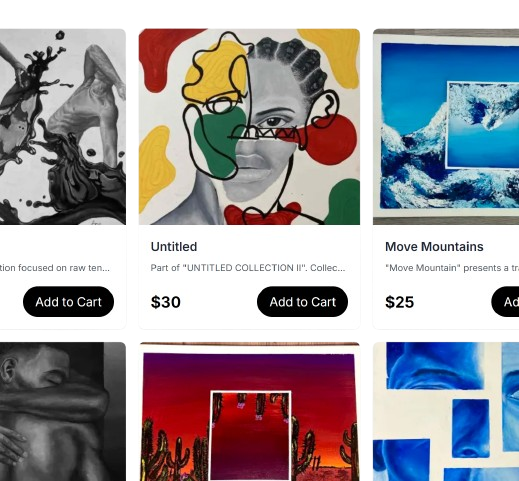 Untitled
Move Mountains
tion focused on raw ten...
Part of "UNTITLED COLLECTION II". Collec...
"Move Mountain" presents a tr
Add to Cart
$30
Add to Cart
$25
Ad